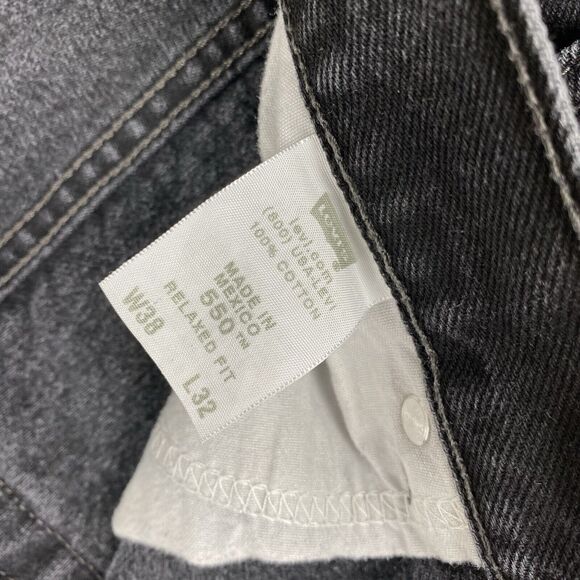 LEVI'S
levi.com
(800) USA-LEVI
100% COTTON
MADE IN
MEXICO
550™
RELAXED FIT
W38 L32